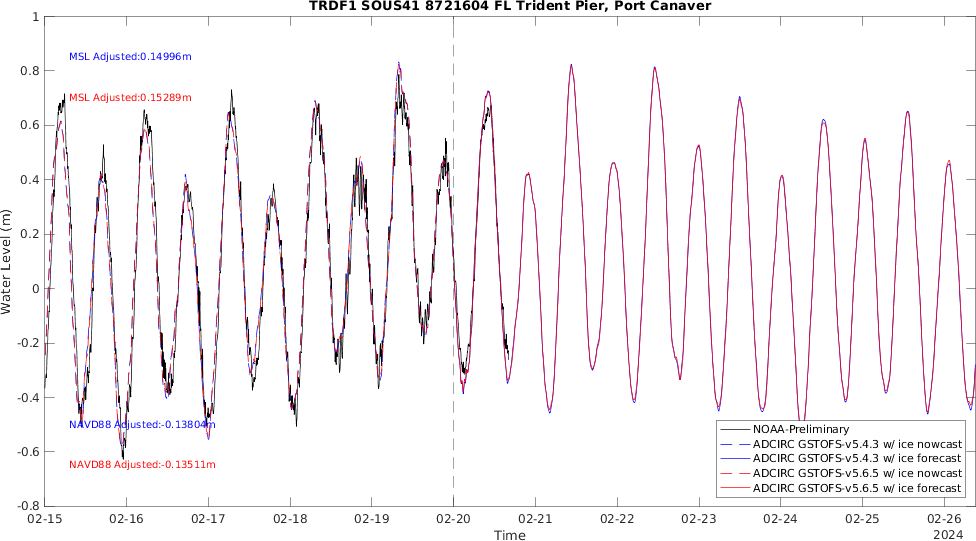 TRDF1 SOUS41 8721604 FL Trident Pier, Port Canaver
1
0.8
0.6
0.4
0.2
0
-0.2
-0.4
-0.6
-0.8
Water Level (m)
MSL Adjusted:0.14996m
MSL Adjusted:0.15289m
NAVD88 Adjusted:-0.13804m
NAVD88 Adjusted:-0.13511m
NOAA-Preliminary
ADCIRC GSTOFS-v5.4.3 w/ ice nowcast
ADCIRC GSTOFS-v5.4.3 w/ ice forecast
ADCIRC GSTOFS-v5.6.5 w/ ice nowcast
ADCIRC GSTOFS-v5.6.5 w/ ice forecast
02-15 02-16 02-17 02-18 02-19 02-20 02-21 02-22 02-23 02-24 02-25 02-26
Time
2024